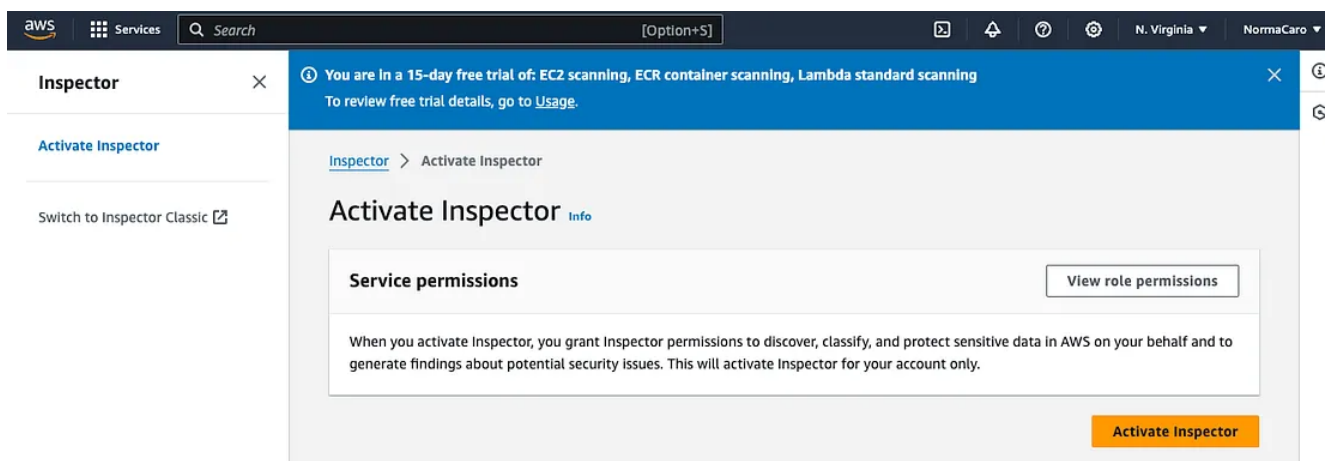 aws
Services
Search
[Option+S]
N. Virginia
NormaCaro
Inspector
Activate Inspector
Switch to Inspector Classic
You are in a 15-day free trial of: EC2 scanning, ECR container scanning, Lambda standard scanning
To review free trial details, go to Usage.
Inspector > Activate Inspector
Activate Inspector Info
Service permissions
View role permissions
When you activate Inspector, you grant Inspector permissions to discover, classify, and protect sensitive data in AWS on your behalf and to
generate findings about potential security issues. This will activate Inspector for your account only.
Activate Inspector